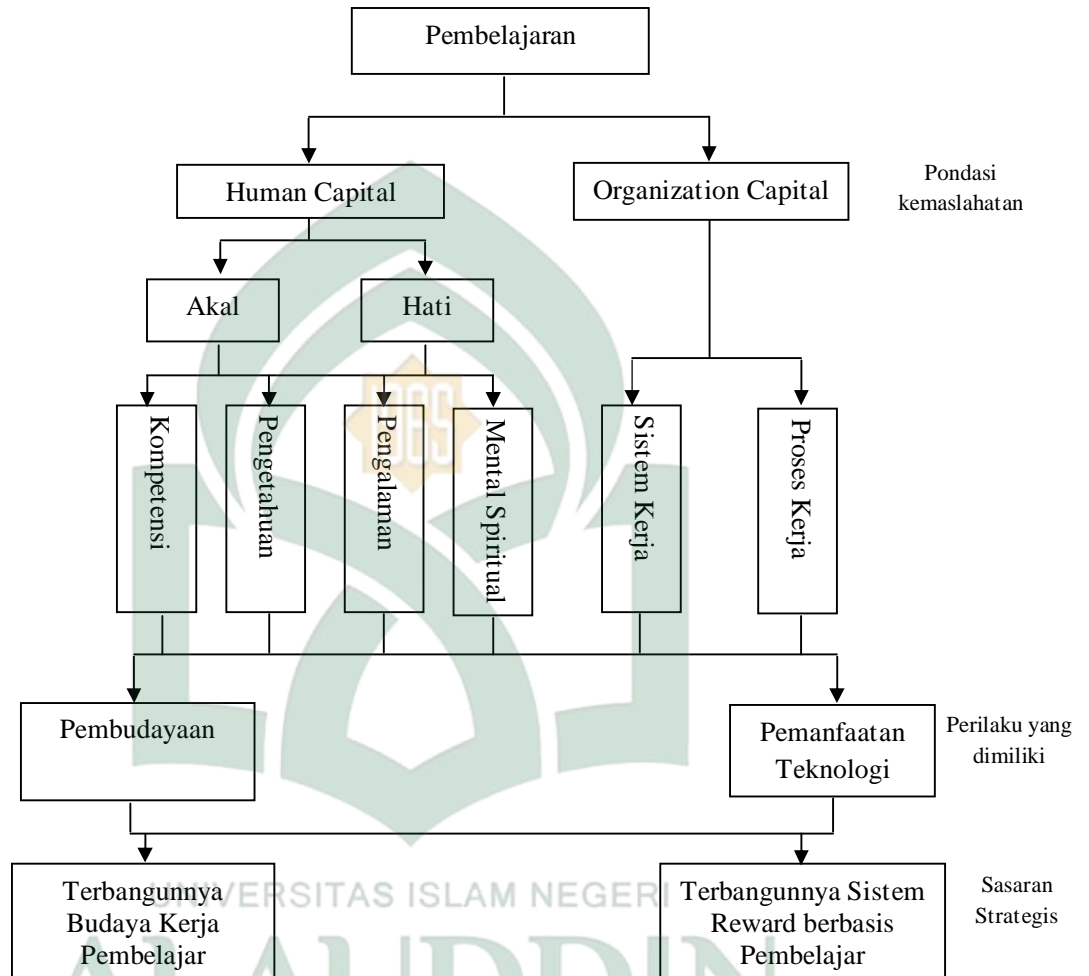 Pembelajaran
Human Capital
Organization Capital
Pondasi
kemaslahatan
Akal
Hati
Kompetensi
Pengetahuan
Pengalaman
Mental Spiritual
Sistem Kerja
Proses Kerja
Pembudayaan
Pemanfaatan
Teknologi
Perilaku yang
dimiliki
Terbangunnya
Budaya Kerja
Pembelajar
Terbangunnya Sistem
Reward berbasis
Pembelajar
Sasaran
Strategis
UNIVERSITAS ISLAM NEGERI
ALAUDDIN